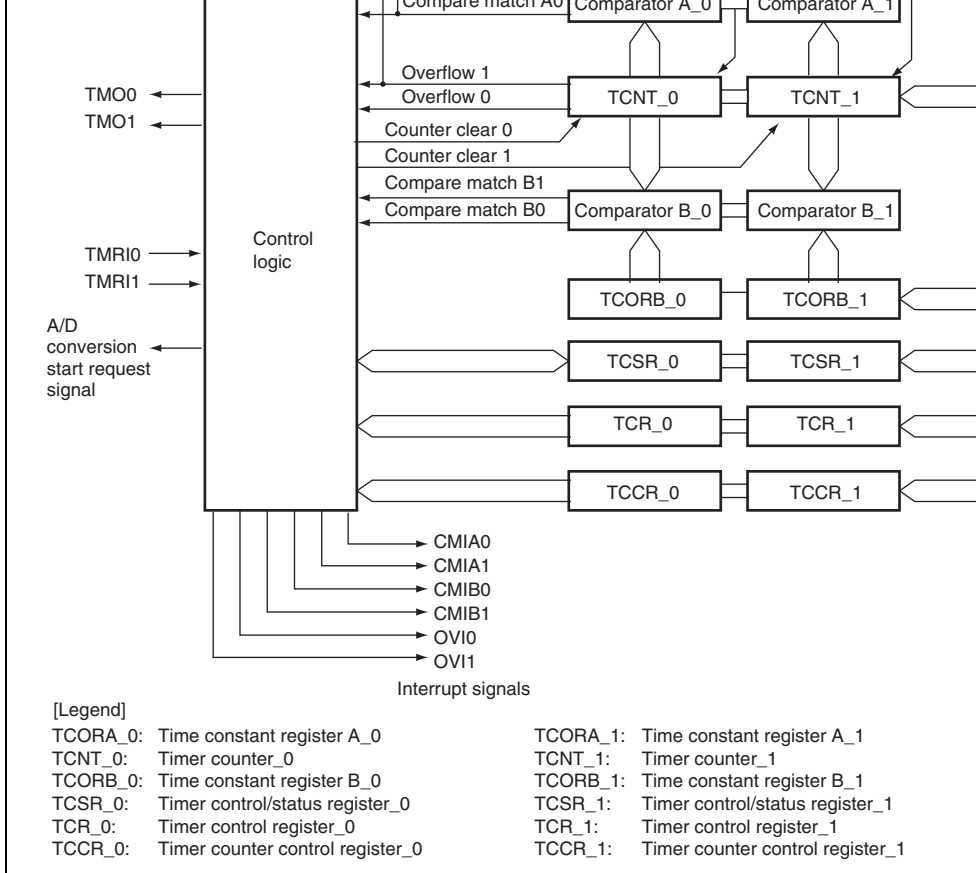 Compare match A0
Comparator A_0
Comparator A_1
Overflow 1
Overflow 0
TCNT_0
TCNT_1
TMO0
TMO1
Counter clear 0
Counter clear 1
Compare match B1
Compare match B0
Comparator B_0
Comparator B_1
Control
logic
TMRI0
TMRI1
TCORB_0
TCORB_1
A/D
conversion
start request
signal
TCSR_0
TCSR_1
TCR_0
TCR_1
TCCR_0
TCCR_1
CMIA0
CMIA1
CMIB0
CMIB1
OVI0
OVI1
Interrupt signals
[Legend]
TCORA_0: Time constant register A_0
TCNT_0: Timer counter_0
TCORB_0: Time constant register B_0
TCSR_0: Timer control/status register_0
TCR_0: Timer control register_0
TCCR_0: Timer counter control register_0
TCORA_1: Time constant register A_1
TCNT_1: Timer counter_1
TCORB_1: Time constant register B_1
TCSR_1: Timer control/status register_1
TCR_1: Timer control register_1
TCCR_1: Timer counter control register_1